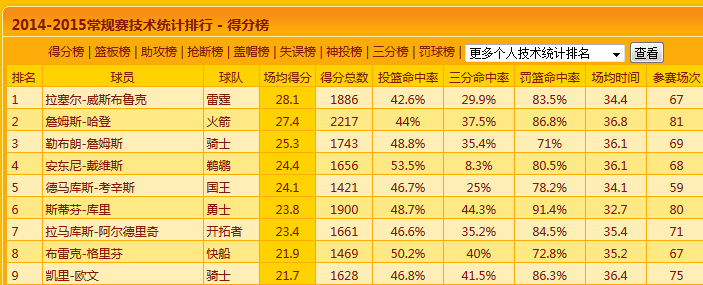 2014-2015常规赛技术统计排行 - 得分榜
得分榜 | 篮板榜 | 助攻榜 | 抢断榜 | 盖帽榜 | 失误榜 | 神投榜 | 三分榜 | 罚球榜 | 更多个人技术统计排名 查看
排名 球员 球队 场均得分 得分总数 投篮命中率 三分命中率 罚篮命中率 场均时间 参赛场次
1 拉塞尔-威斯布鲁克 雷霆 28.1 1886 42.6% 29.9% 83.5% 34.4 67
2 詹姆斯-哈登 火箭 27.4 2217 44% 37.5% 86.8% 36.8 81
3 勒布朗-詹姆斯 骑士 25.3 1743 48.8% 35.4% 71% 36.1 69
4 安东尼-戴维斯 鹈鹕 24.4 1656 53.5% 8.3% 80.5% 36.1 68
5 德马库斯-考辛斯 国王 24.1 1421 46.7% 25% 78.2% 34.1 59
6 斯蒂芬-库里 勇士 23.8 1900 48.7% 44.3% 91.4% 32.7 80
7 拉马库斯-阿尔德里奇 开拓者 23.4 1661 46.6% 35.2% 84.5% 35.4 71
8 布雷克-格里芬 快船 21.9 1469 50.2% 40% 72.8% 35.2 67
9 凯里-欧文 骑士 21.7 1628 46.8% 41.5% 86.3% 36.4 75